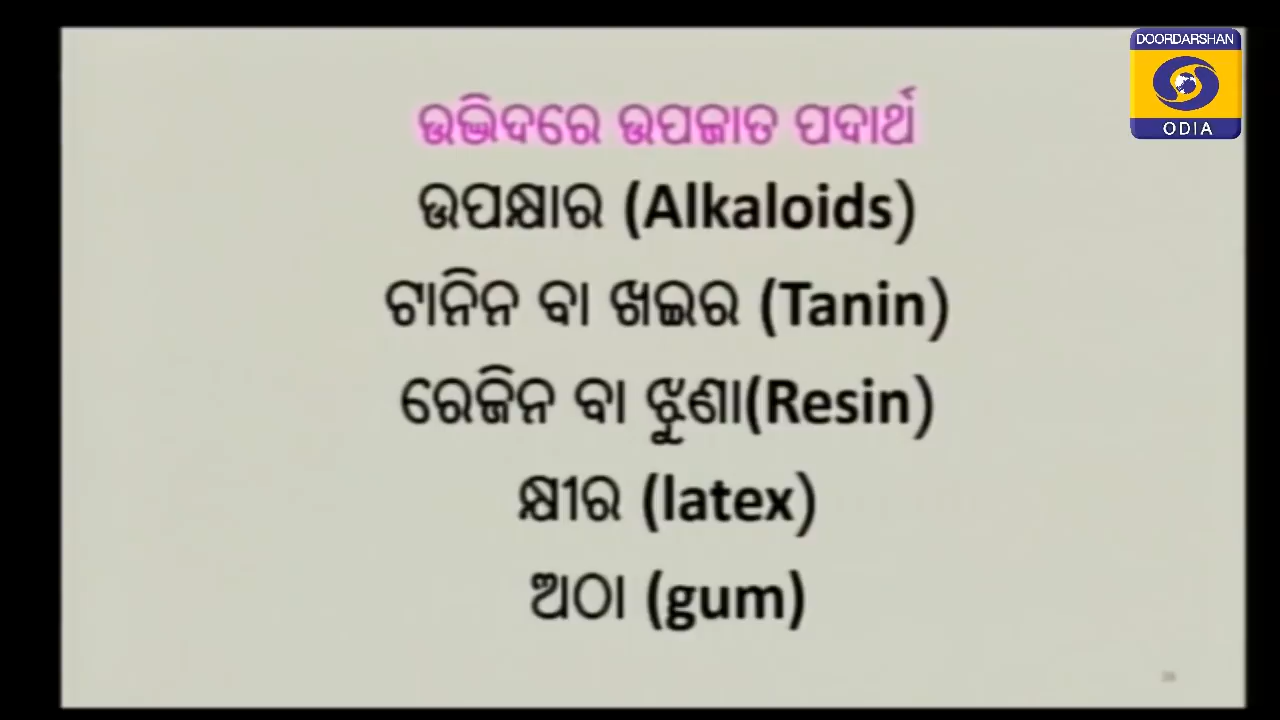 DOORDARSHAN
ODIA
ଉଦ୍ଭିଦରେ ଉପଜାତ ପଦାର୍ଥ
ଉପକ୍ଷାର (Alkaloids)
ଟାନିନ ବା ଖଇର (Tanin)
ରେଜିନ ବା ଝୁଣା(Resin)
କ୍ଷୀର (latex)
ଅଠା (gum)